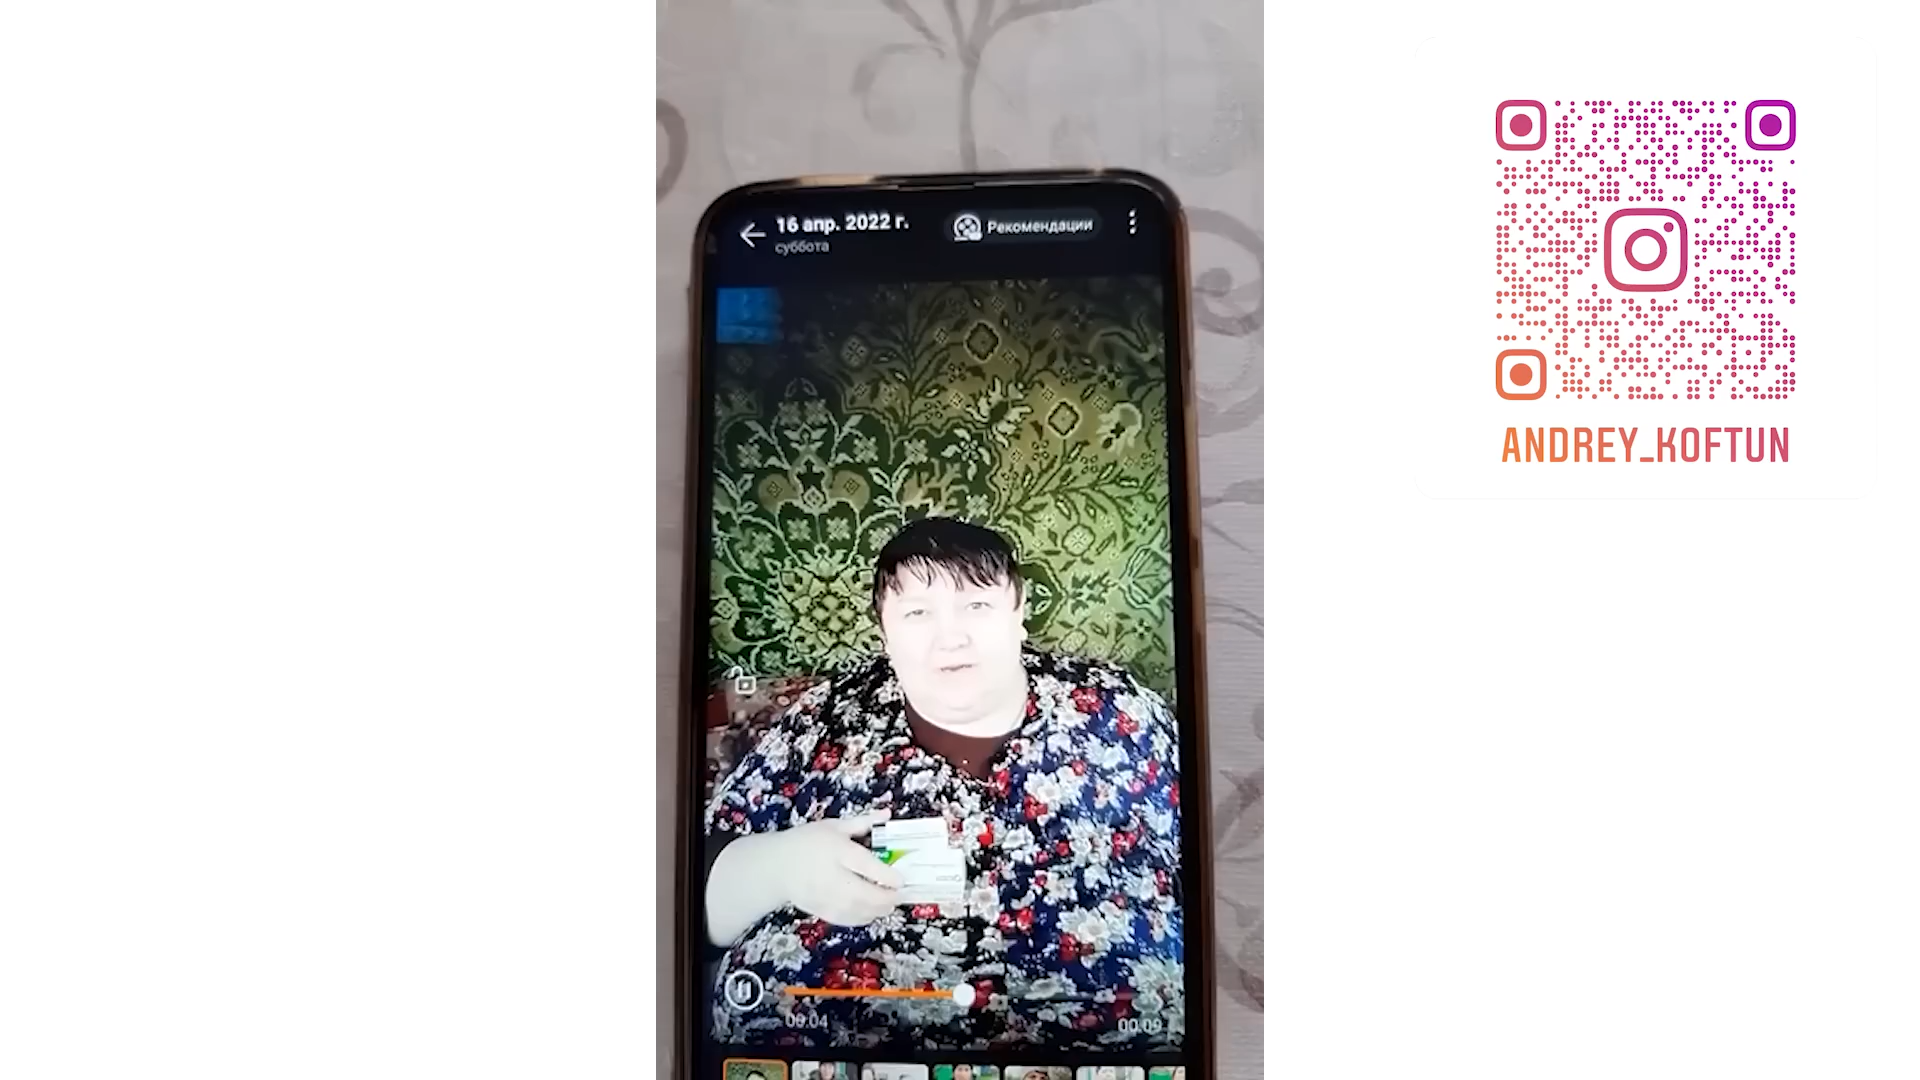 16 апр. 2022 г.
суббота
Рекомендации
00:04
00:09
ANDREY_KOFTUN